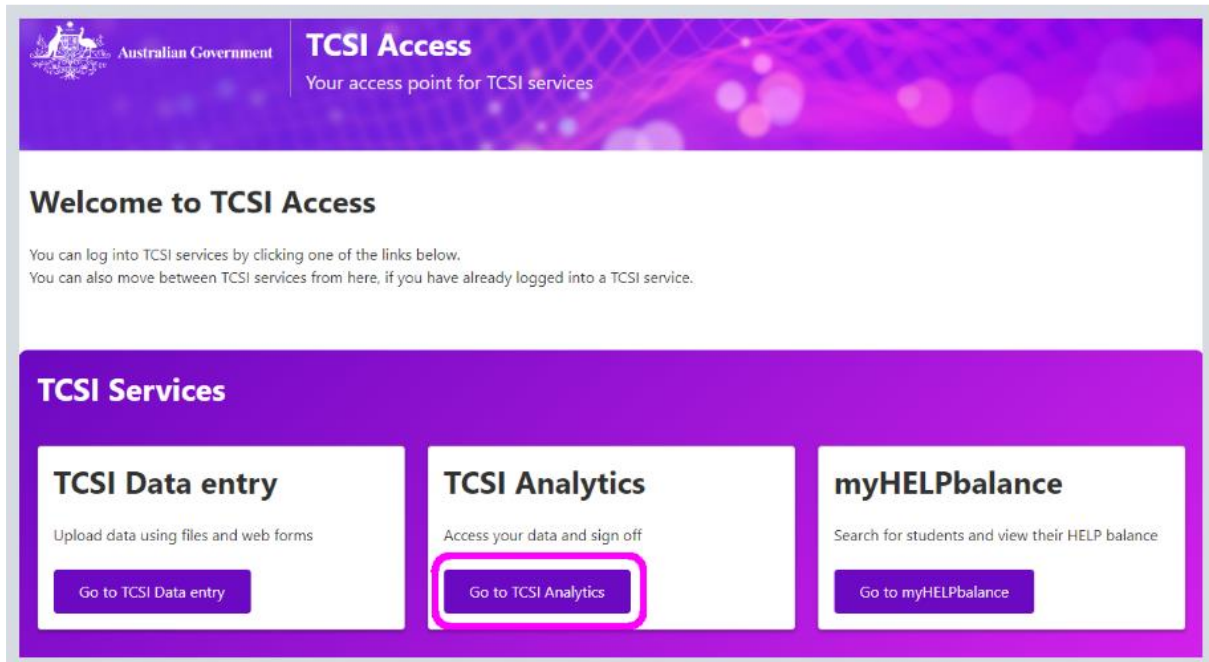 Australian Government
TCSI Access
Your access point for TCSI services
Welcome to TCSI Access
You can log into TCSI services by clicking one of the links below.
You can also move between TCSI services from here, if you have already logged into a TCSI service.
TCSI Services
TCSI Data entry
Upload data using files and web forms
Go to TCSI Data entry
TCSI Analytics
Access your data and sign off
Go to TCSI Analytics
myHELPbalance
Search for students and view their HELP balance
Go to myHELPbalance